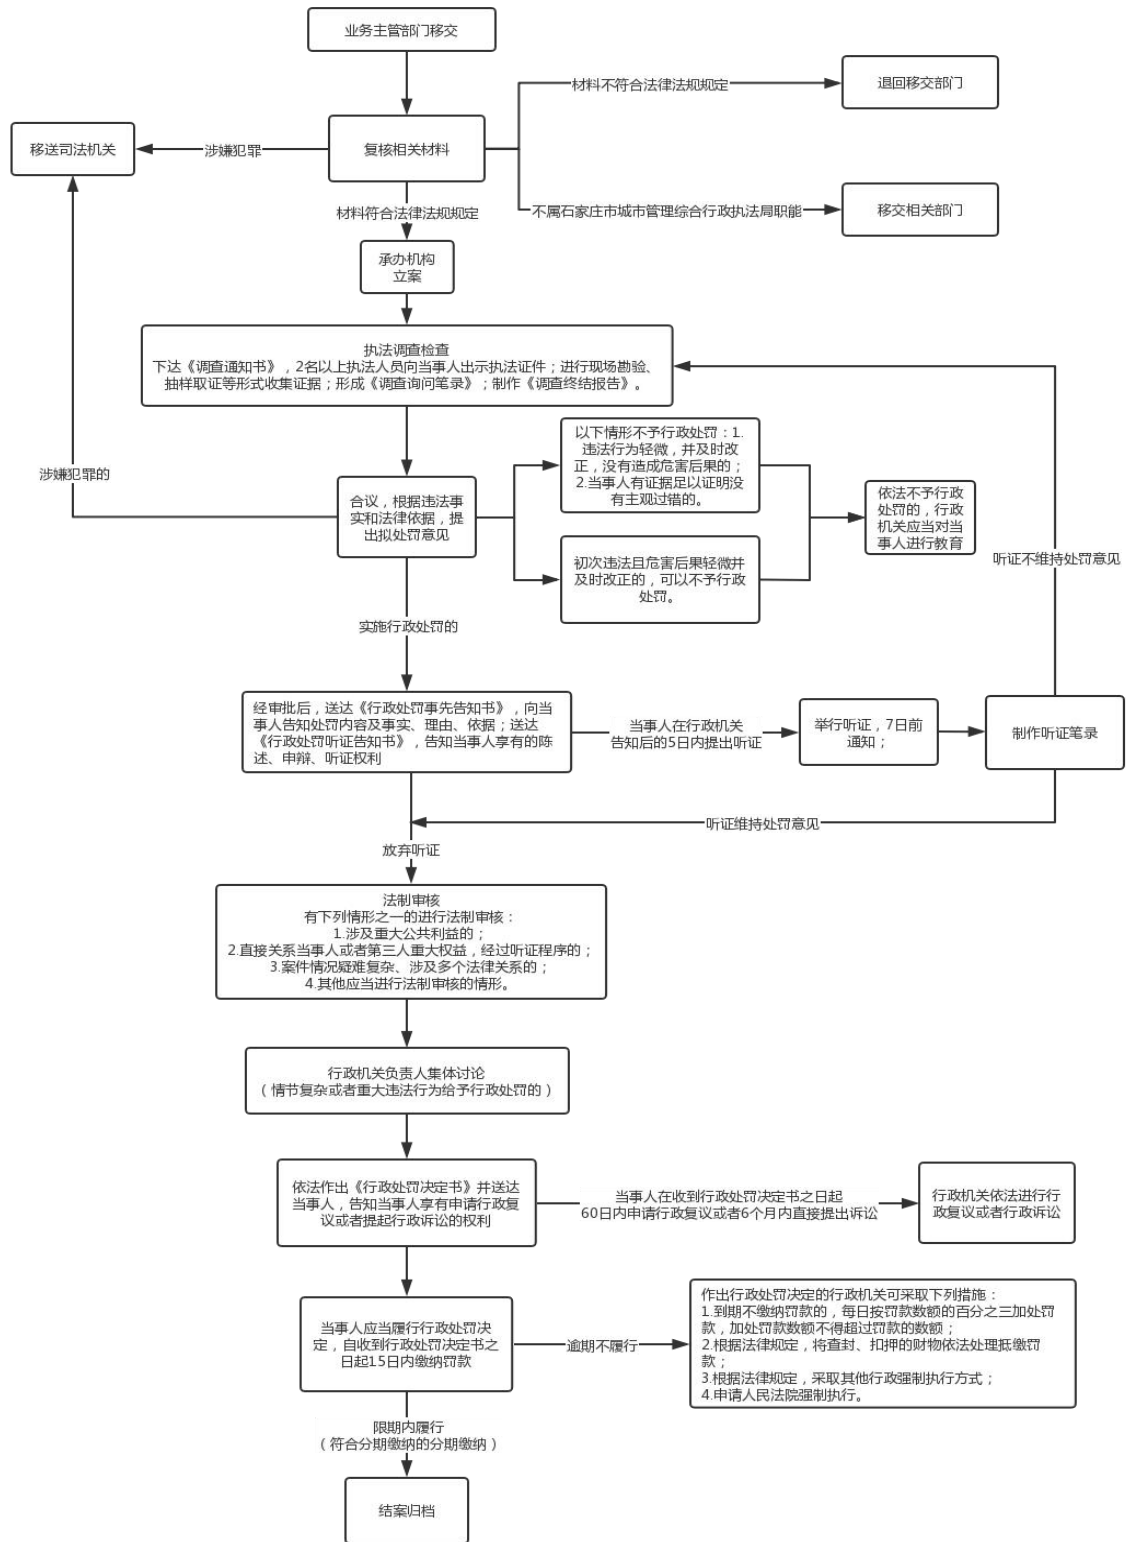 业务主管部门移交
材料不符合法律法规规定
退回移交部门
移送司法机关
涉嫌犯罪
复核相关材料
不属石家庄市城市管理综合行政执法局职能
移交相关部门
材料符合法律法规规定
承办机构
立案
执法调查检查
下达《调查通知书》，2名以上执法人员向当事人出示执法证件；进行现场勘验、
抽样取证等形式收集证据；形成《调查询问笔录》；制作《调查终结报告》。
涉嫌犯罪的
合议，根据违法事
实和法律依据，提
出拟处罚意见
以下情形不予行政处罚：1.
违法行为轻微，并及时改
正，没有造成危害后果的；
2.当事人有证据足以证明没
有主观过错的。
初次违法且危害后果轻微并
及时改正的，可以不予行政
处罚。
依法不予行政
处罚的，行政
机关应当对当
事人进行教育
听证不维持处罚意见
实施行政处罚的
经审批后，送达《行政处罚事先告知书》，向当
事人告知处罚内容及事实、理由、依据；送达
《行政处罚听证告知书》，告知当事人享有的陈
述、申辩、听证权利
当事人在行政机关
告知后的5日内提出听证
举行听证，7日前
通知；
制作听证笔录
听证维持处罚意见
放弃听证
法制审核
有下列情形之一的进行法制审核：
1.涉及重大公共利益的；
2.直接关系当事人或者第三人重大权益，经过听证程序的；
3.案件情况疑难复杂、涉及多个法律关系的；
4.其他应当进行法制审核的情形。
行政机关负责人集体讨论
（情节复杂或者重大违法行为给予行政处罚的）
依法作出《行政处罚决定书》并送达
当事人，告知当事人享有申请行政复
议或者提起行政诉讼的权利
当事人在收到行政处罚决定书之日起
60日内申请行政复议或者6个月内直接提出诉讼
行政机关依法进行行
政复议或者行政诉讼
当事人应当履行行政处罚决
定，自收到行政处罚决定书之
日起15日内缴纳罚款
逾期不履行
作出行政处罚决定的行政机关可采取下列措施：
1.到期不缴纳罚款的，每日按罚款数额的百分之三加处罚
款，加处罚款数额不得超过罚款的数额；
2.根据法律规定，将查封、扣押的财物依法处理抵缴罚
款；
3.根据法律规定，采取其他行政强制执行方式；
4.申请人民法院强制执行。
限期内履行
（符合分期缴纳的分期缴纳）
结案归档